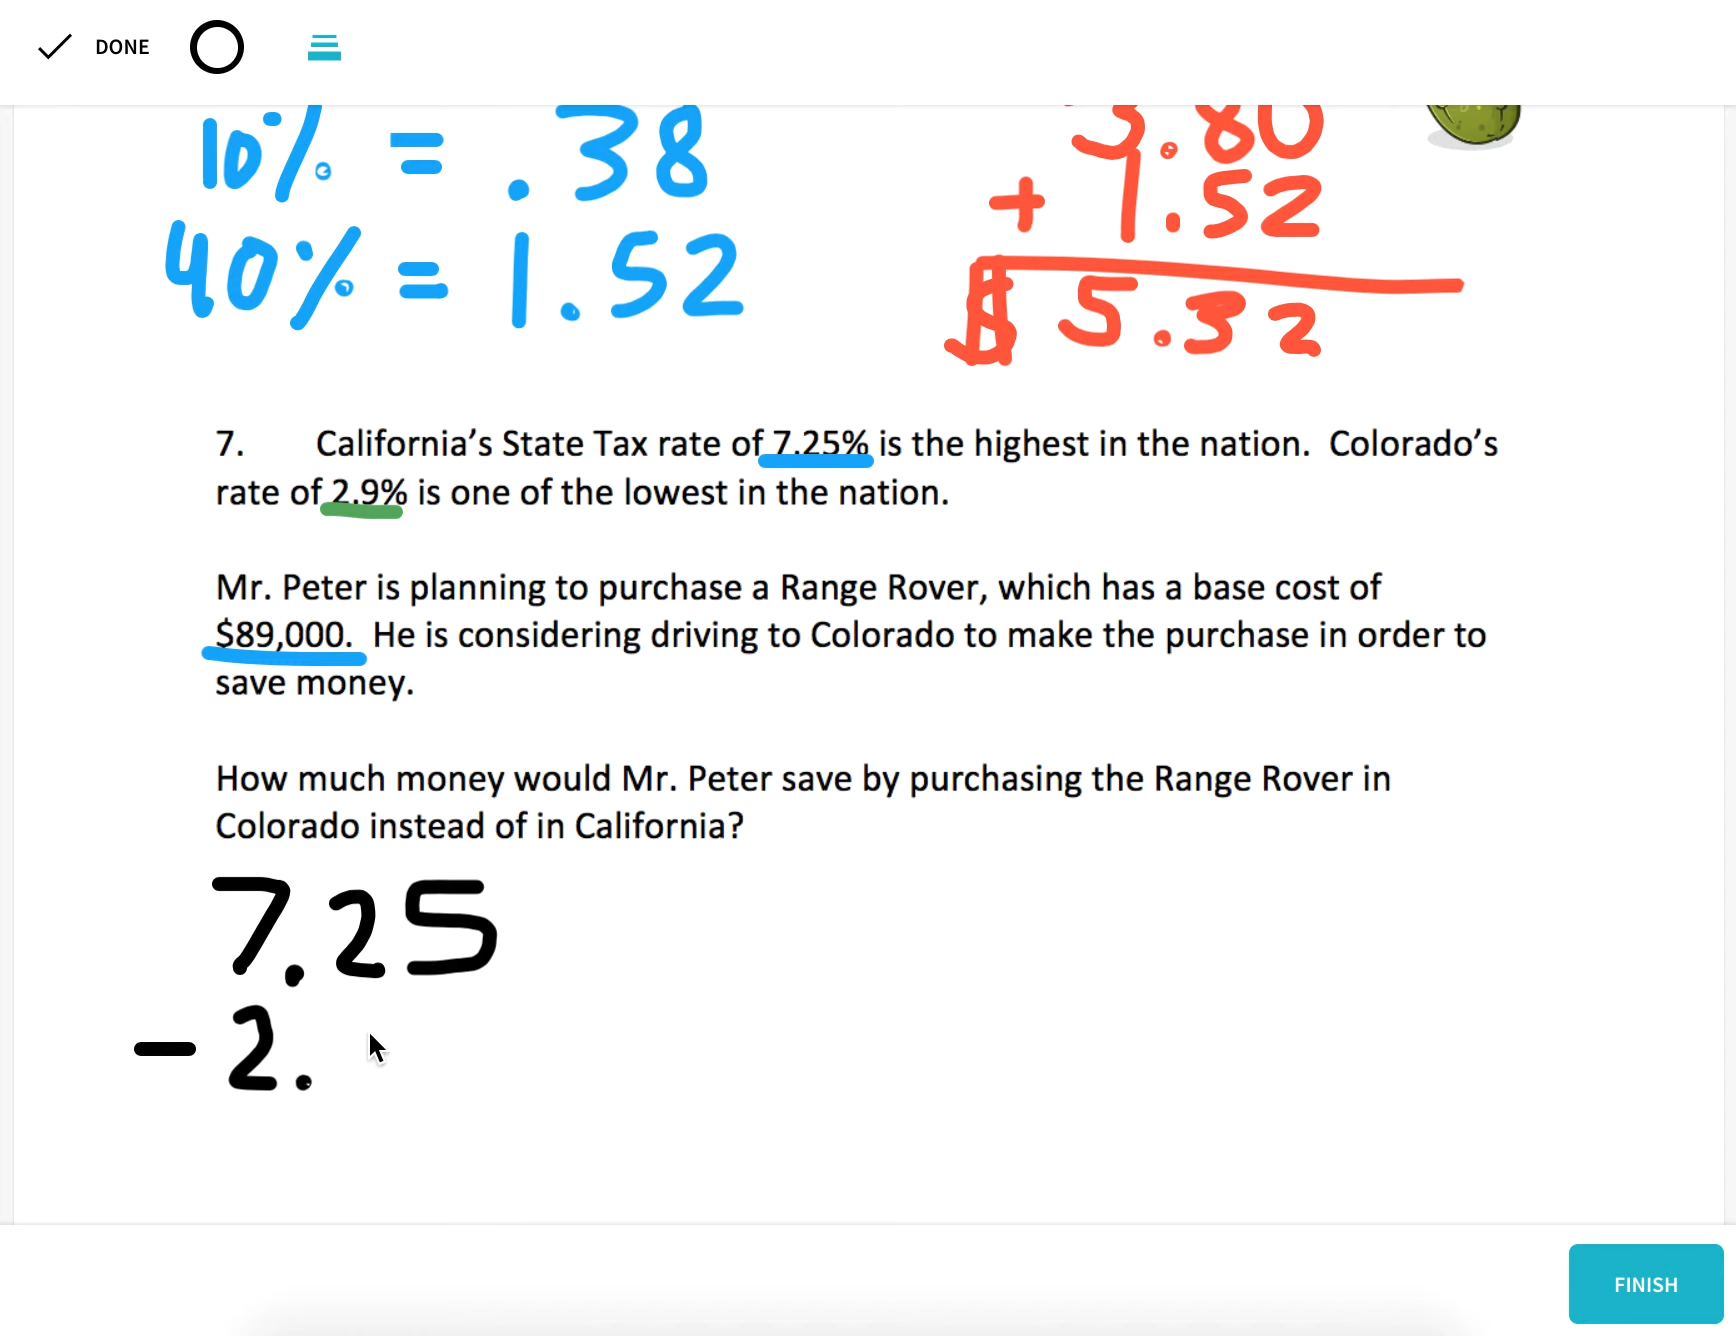 DONE
10% = .38
3.80
40% = 1.52
+ 1.52
$ 5.32
7. California’s State Tax rate of 7.25% is the highest in the nation. Colorado’s
rate of 2.9% is one of the lowest in the nation.
Mr. Peter is planning to purchase a Range Rover, which has a base cost of
$89,000. He is considering driving to Colorado to make the purchase in order to
save money.
How much money would Mr. Peter save by purchasing the Range Rover in
Colorado instead of in California?
7.25
- 2.
FINISH